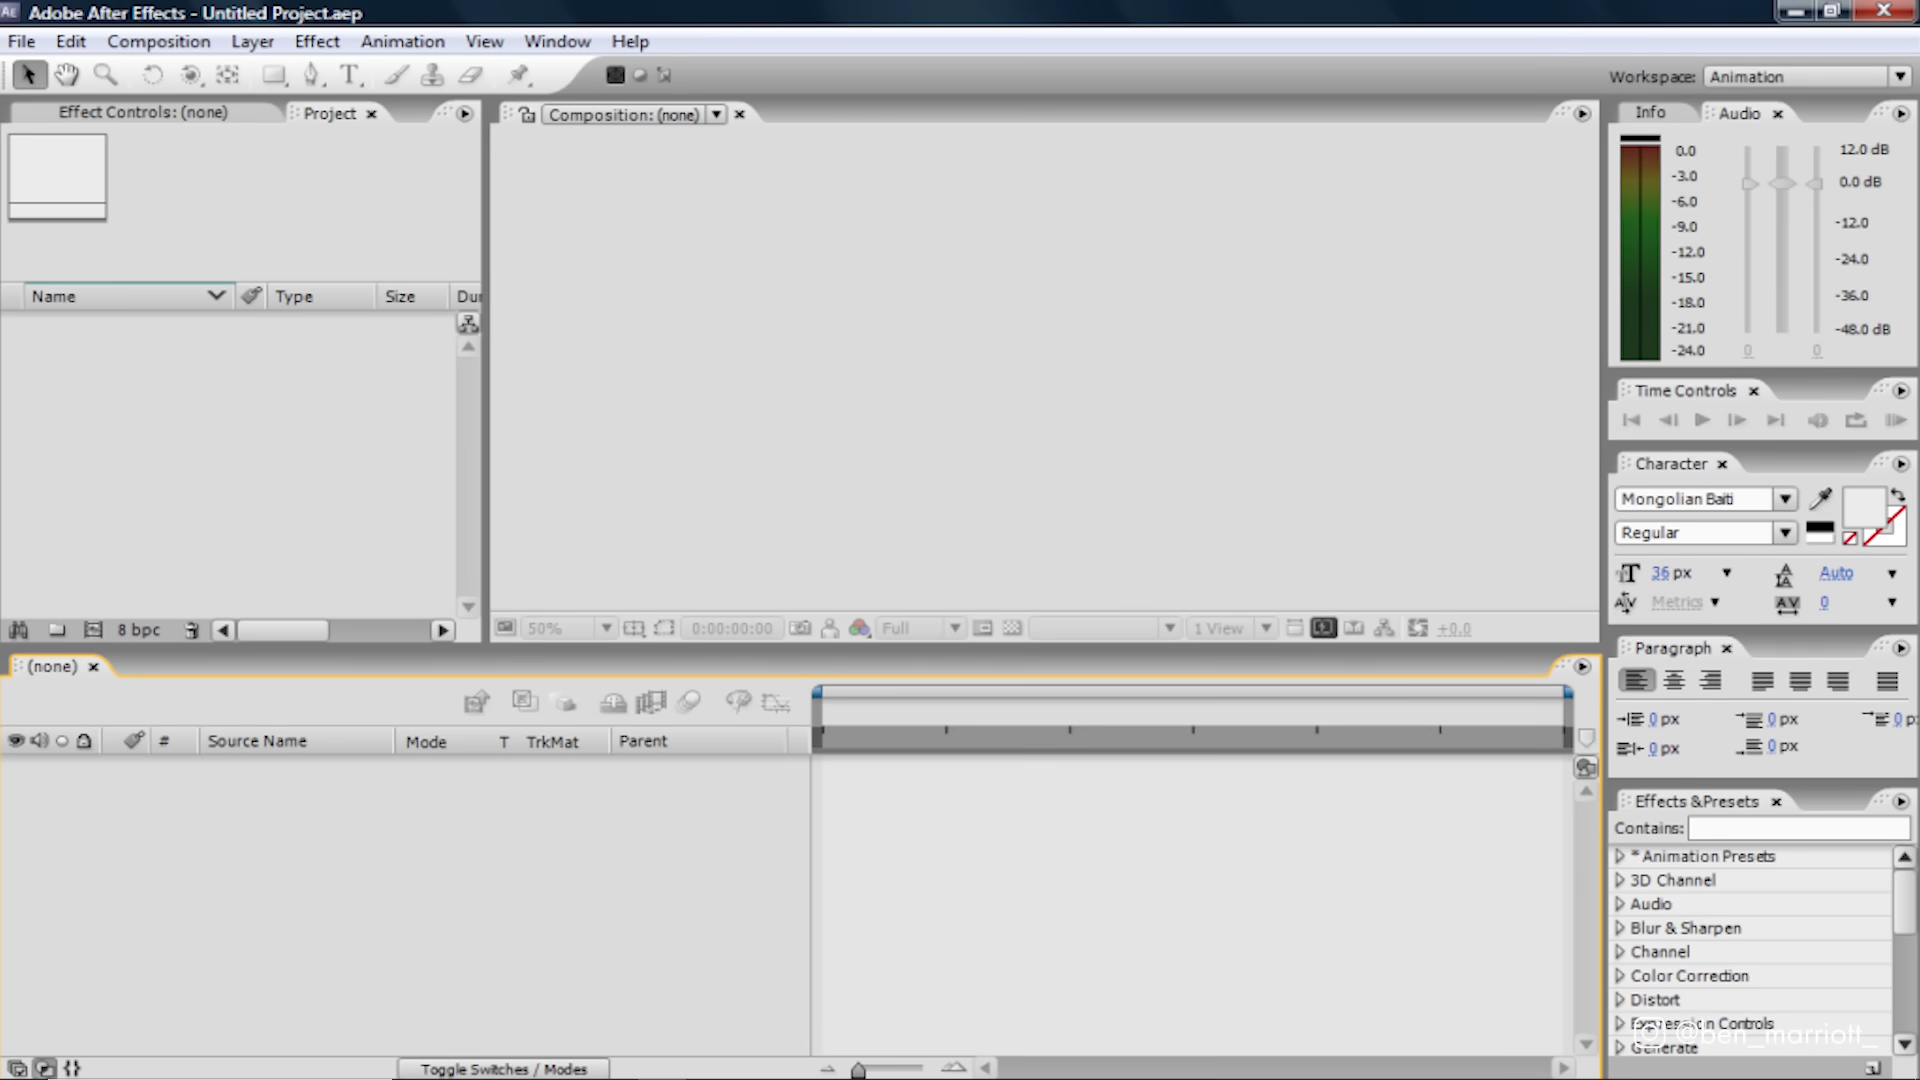 Adobe After Effects - Untitled Project.aep
File Edit Composition Layer Effect Animation View Window Help
Workspace: Animation
Effect Controls: (none) Project
Composition: (none)
Info Audio
0.0
-3.0
-6.0
-9.0
-12.0
-15.0
-18.0
-21.0
-24.0
12.0 dB
0.0 dB
-12.0
-24.0
-36.0
-48.0 dB
0 0
Name Type Size Dur
8 bpc
50% 0:00:00:00 Full 1 View +0.0
Time Controls
Character
Mongolian Baiti
Regular
36 px Auto
Metrics 0
Paragraph
0 px 0 px 0 p
0 px 0 px
Effects & Presets
Contains:
* Animation Presets
3D Channel
Audio
Blur & Sharpen
Channel
Color Correction
Distort
Expression Controls
Generate
@ben_marriott_
(none)
# Source Name Mode T TrkMat Parent
Toggle Switches / Modes